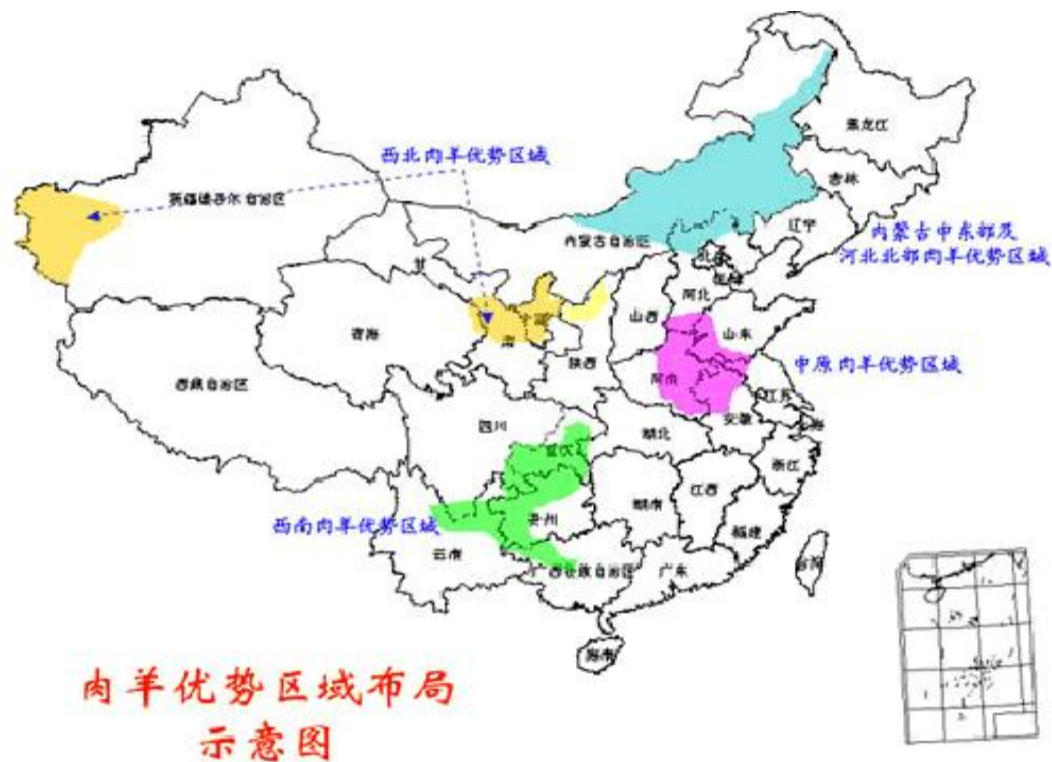 黑龙江
西北肉羊优势区域
吉林
新疆维吾尔自治区
辽宁
内蒙古中东部及
河北北部肉羊优势区域
内蒙古自治区
北京
甘
河北
山西
山东
宁夏
青海
肃
陕西
中原肉羊优势区域
河南
西藏自治区
江苏
安徽
上海
四川
湖北
重庆
浙江
江西
湖南
贵州
西南肉羊优势区域
福建
云南
台湾
广西壮族自治区
广东
海南
肉羊优势区域布局
示意图